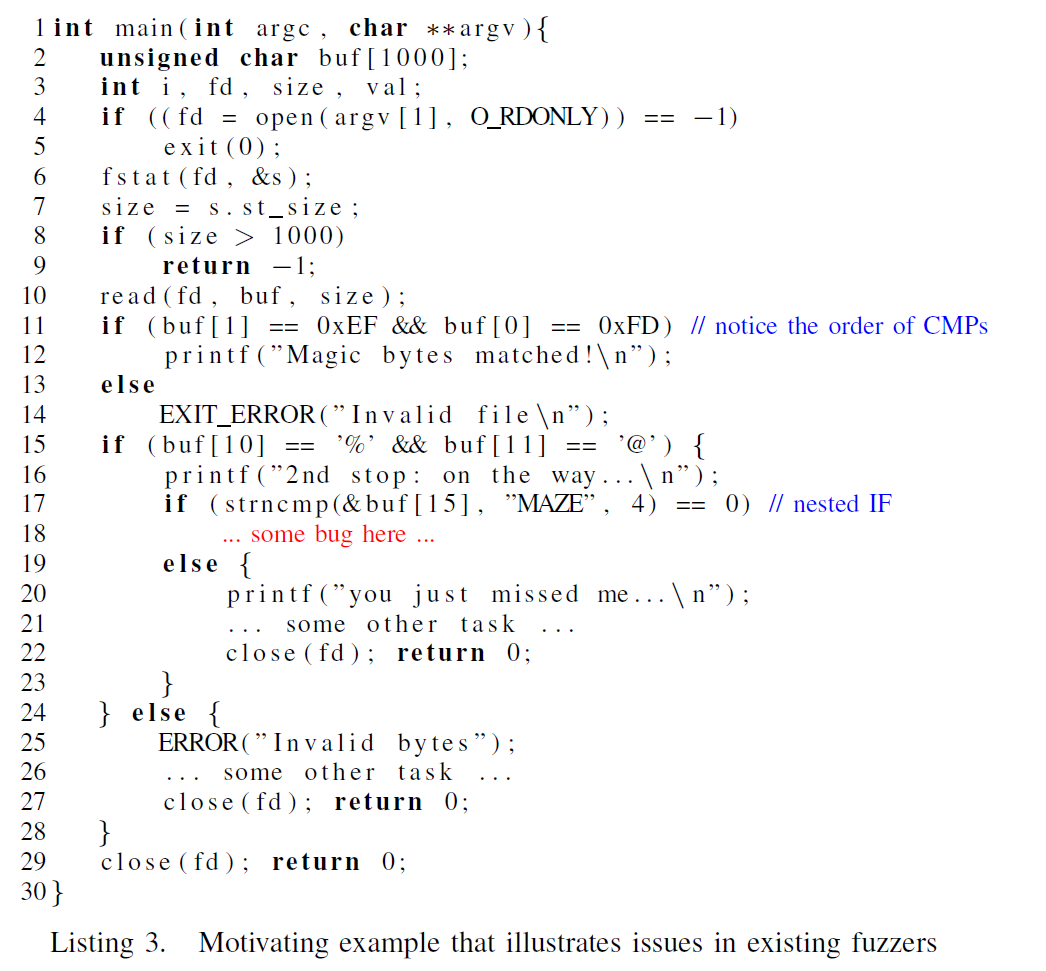 1 int main(int argc, char **argv){
2 unsigned char buf[1000];
3 int i, fd, size, val;
4 if ((fd = open(argv[1], O_RDONLY)) == −1)
5 exit(0);
6 fstat(fd, &s);
7 size = s.st_size;
8 if (size > 1000)
9 return −1;
10 read(fd, buf, size);
11 if (buf[1] == 0xEF && buf[0] == 0xFD) // notice the order of CMPs
12 printf("Magic bytes matched!\n”);
13 else
14 EXIT_ERROR(”Invalid file\n”);
15 if (buf[10] == ’%’ && buf[11] == ’@’) {
16 printf("2nd stop: on the way...\n”);
17 if (strncmp(&buf[15], ”MAZE”, 4) == 0) // nested IF
18 ... some bug here ...
19 else {
20 printf("you just missed me...\n”);
21 ... some other task ...
22 close(fd); return 0;
23 }
24 } else {
25 ERROR(”Invalid bytes”);
26 ... some other task ...
27 close(fd); return 0;
28 }
29 close(fd); return 0;
30 }
Listing 3. Motivating example that illustrates issues in existing fuzzers